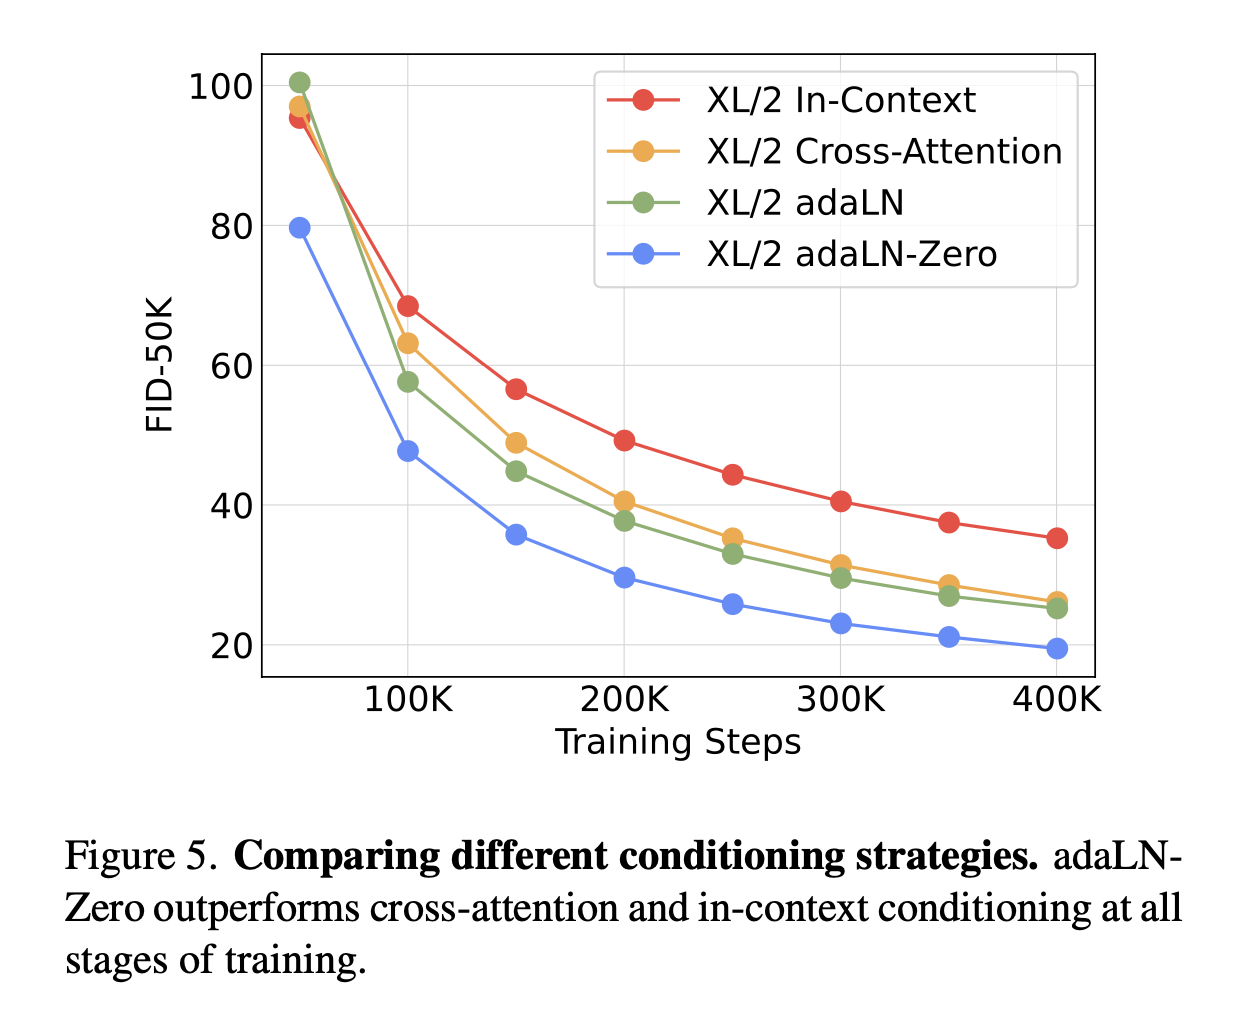 100
80
60
40
20
FID-50K
XL/2 In-Context
XL/2 Cross-Attention
XL/2 adaLN
XL/2 adaLN-Zero
100K 200K 300K 400K
Training Steps
Figure 5. Comparing different conditioning strategies. adaLN-
Zero outperforms cross-attention and in-context conditioning at all
stages of training.